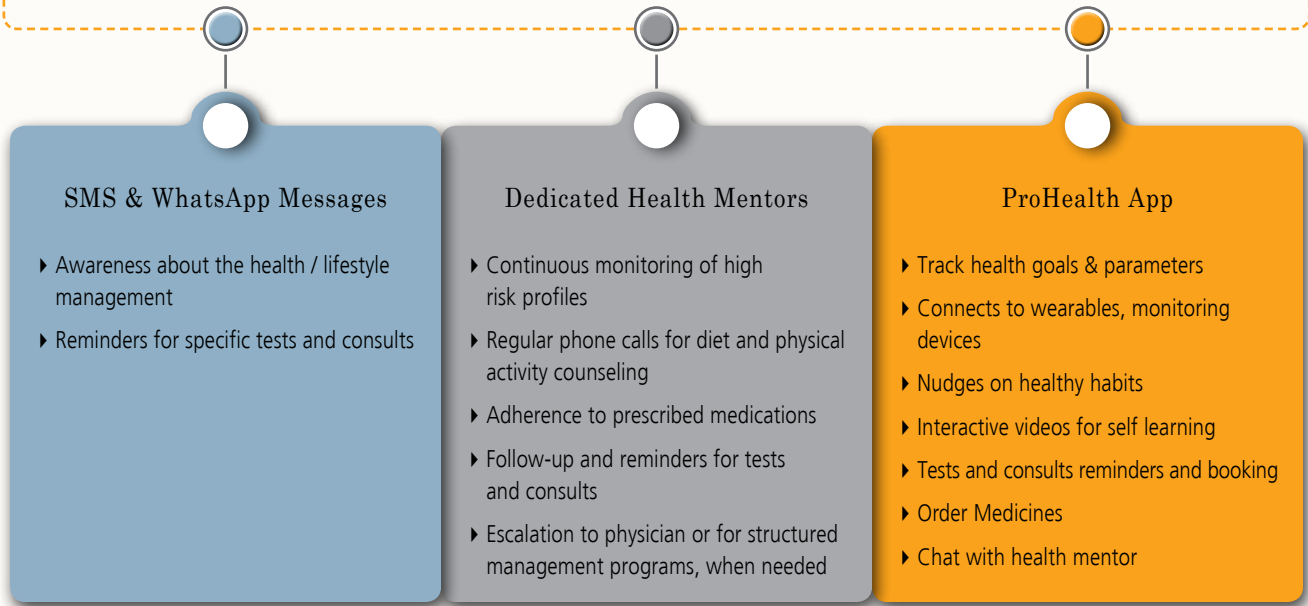 SMS & WhatsApp Messages
Awareness about the health / lifestyle
management
Reminders for specific tests and consults
Dedicated Health Mentors
Continuous monitoring of high
risk profiles
Regular phone calls for diet and physical
activity counseling
Adherence to prescribed medications
Follow-up and reminders for tests
and consults
Escalation to physician or for structured
management programs, when needed
ProHealth App
Track health goals & parameters
Connects to wearables, monitoring
devices
Nudges on healthy habits
Interactive videos for self learning
Tests and consults reminders and booking
Order Medicines
Chat with health mentor